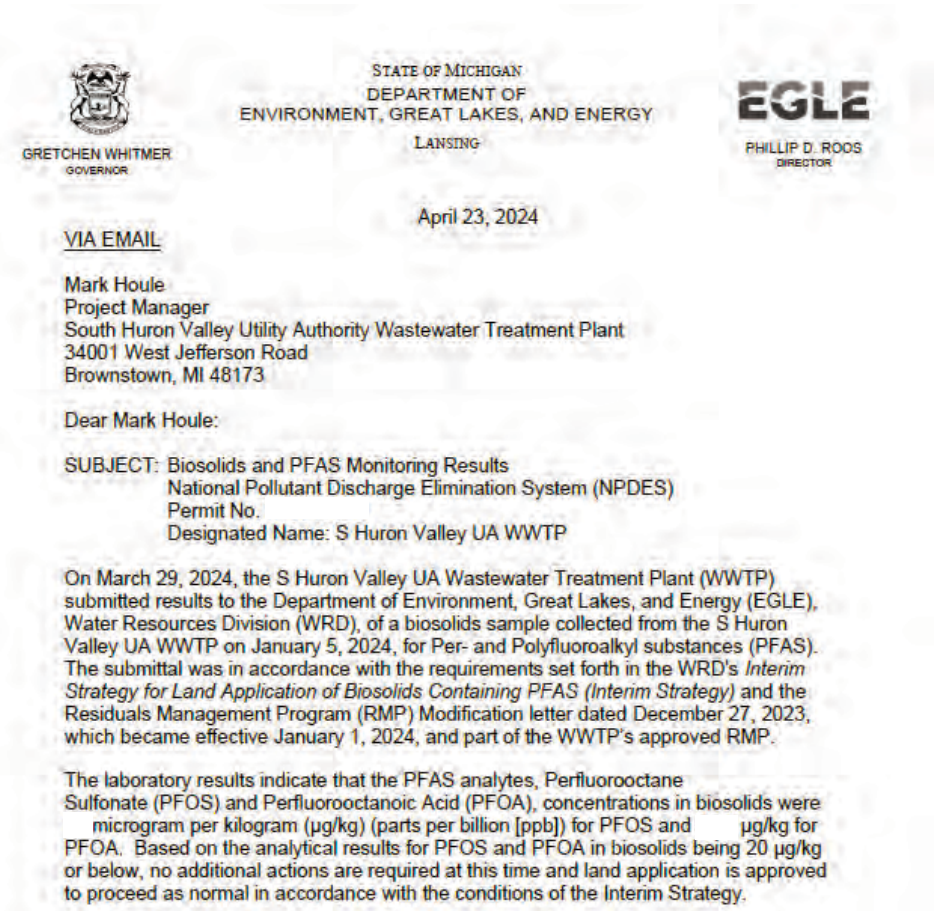 STATE OF MICHIGAN
DEPARTMENT OF
ENVIRONMENT, GREAT LAKES, AND ENERGY
LANSING
GRETCHEN WHITMER
GOVERNOR
EGLE
PHILLIP D. ROOS
DIRECTOR
April 23, 2024
VIA EMAIL
Mark Houle
Project Manager
South Huron Valley Utility Authority Wastewater Treatment Plant
34001 West Jefferson Road
Brownstown, MI 48173
Dear Mark Houle:
SUBJECT: Biosolids and PFAS Monitoring Results
National Pollutant Discharge Elimination System (NPDES)
Permit No.
Designated Name: S Huron Valley UA WWTP
On March 29, 2024, the S Huron Valley UA Wastewater Treatment Plant (WWTP)
submitted results to the Department of Environment, Great Lakes, and Energy (EGLE),
Water Resources Division (WRD), of a biosolids sample collected from the S Huron
Valley UA WWTP on January 5, 2024, for Per- and Polyfluoroalkyl substances (PFAS).
The submittal was in accordance with the requirements set forth in the WRD's Interim
Strategy for Land Application of Biosolids Containing PFAS (Interim Strategy) and the
Residuals Management Program (RMP) Modification letter dated December 27, 2023,
which became effective January 1, 2024, and part of the WWTP's approved RMP.
The laboratory results indicate that the PFAS analytes, Perfluorooctane
Sulfonate (PFOS) and Perfluorooctanoic Acid (PFOA), concentrations in biosolids were
microgram per kilogram (µg/kg) (parts per billion [ppb]) for PFOS and µg/kg for
PFOA. Based on the analytical results for PFOS and PFOA in biosolids being 20 µg/kg
or below, no additional actions are required at this time and land application is approved
to proceed as normal in accordance with the conditions of the Interim Strategy.